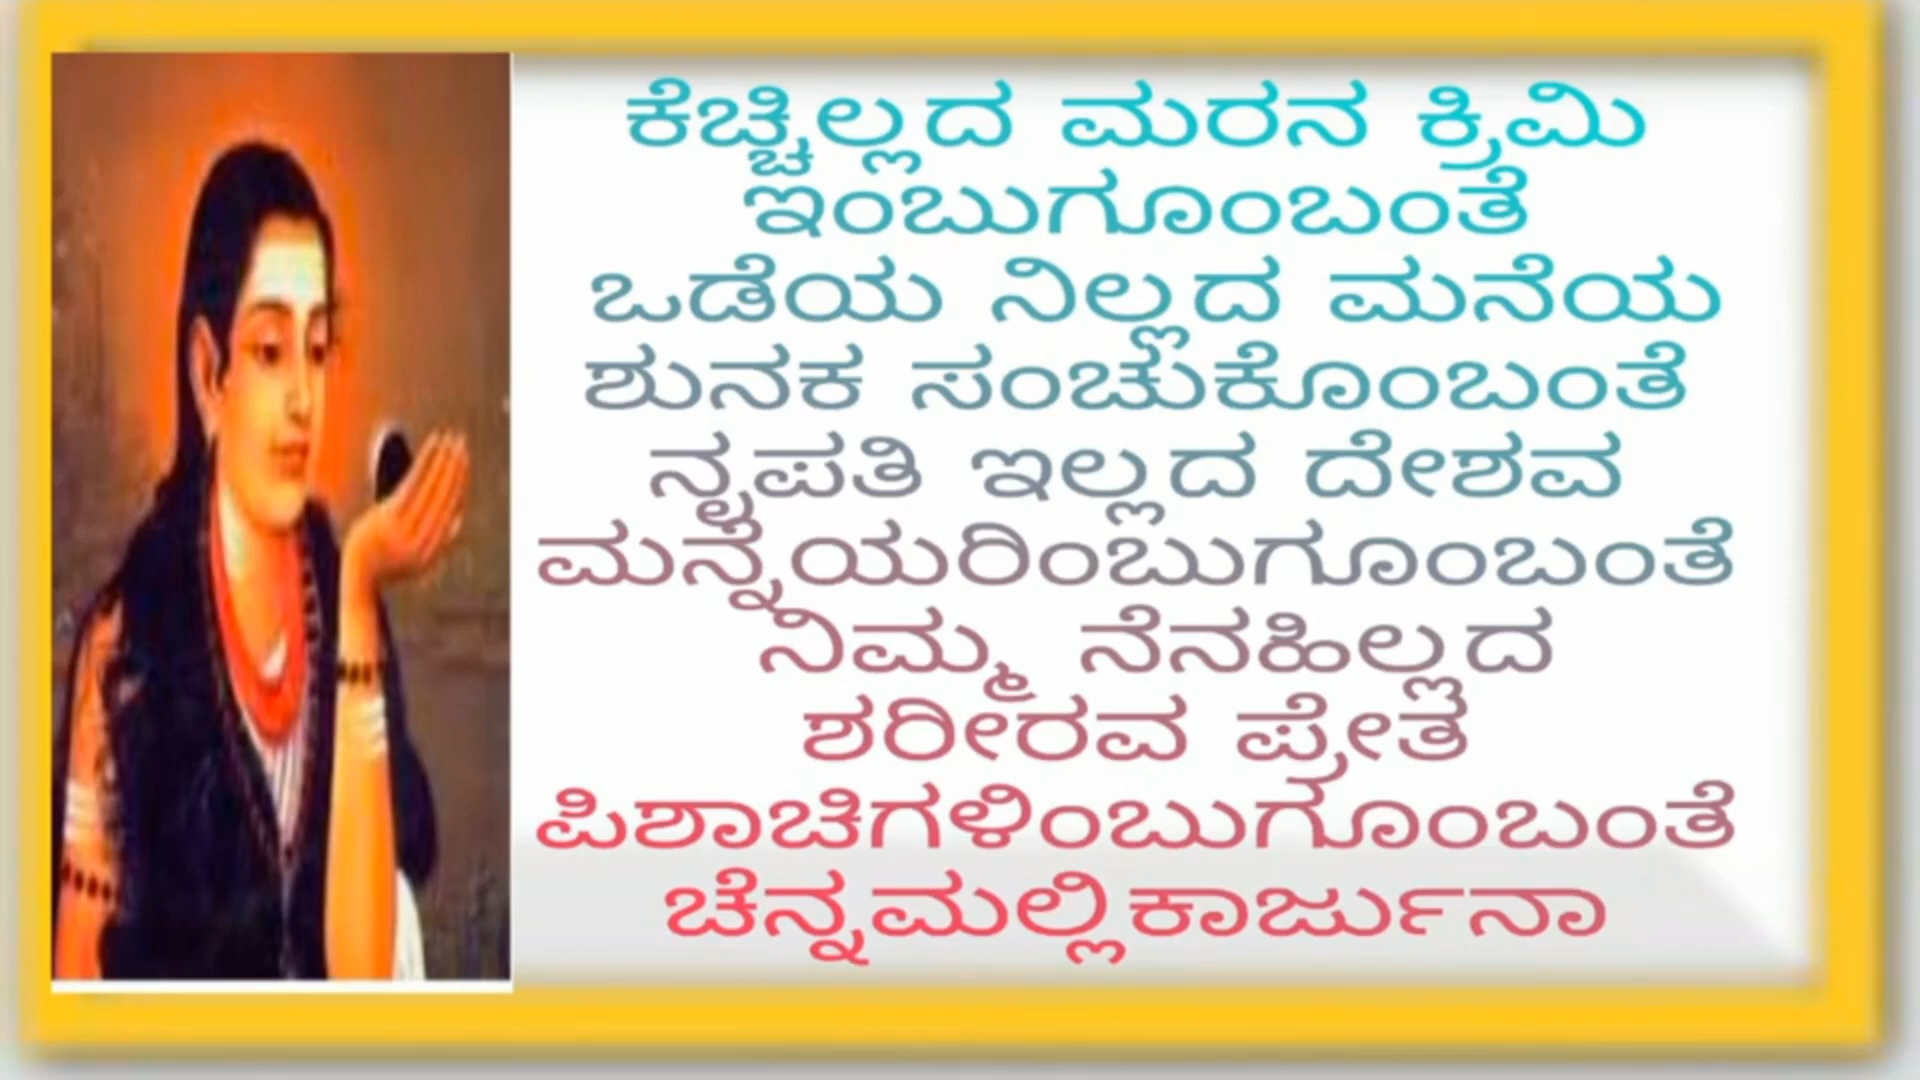 ಕೆಚ್ಚಿಲ್ಲದ ಮರನ ಕ್ರಿಮಿ
ಇಂಬುಗೂಂಬಂತೆ
ಒಡೆಯ ನಿಲ್ಲದ ಮನೆಯ
ಶುನಕ ಸಂಚುಕೊಂಬಂತೆ
ನೃಪತಿ ಇಲ್ಲದ ದೇಶವ
ಮನ್ನೆಯರಿಂಬುಗೂಂಬಂತೆ
ನಿಮ್ಮ ನೆನಹಿಲ್ಲದ
ಶರೀರವ ಪ್ರೇತ
ಪಿಶಾಚಿಗಳಿಂಬುಗೂಂಬಂತೆ
ಚೆನ್ನಮಲ್ಲಿಕಾರ್ಜುನಾ